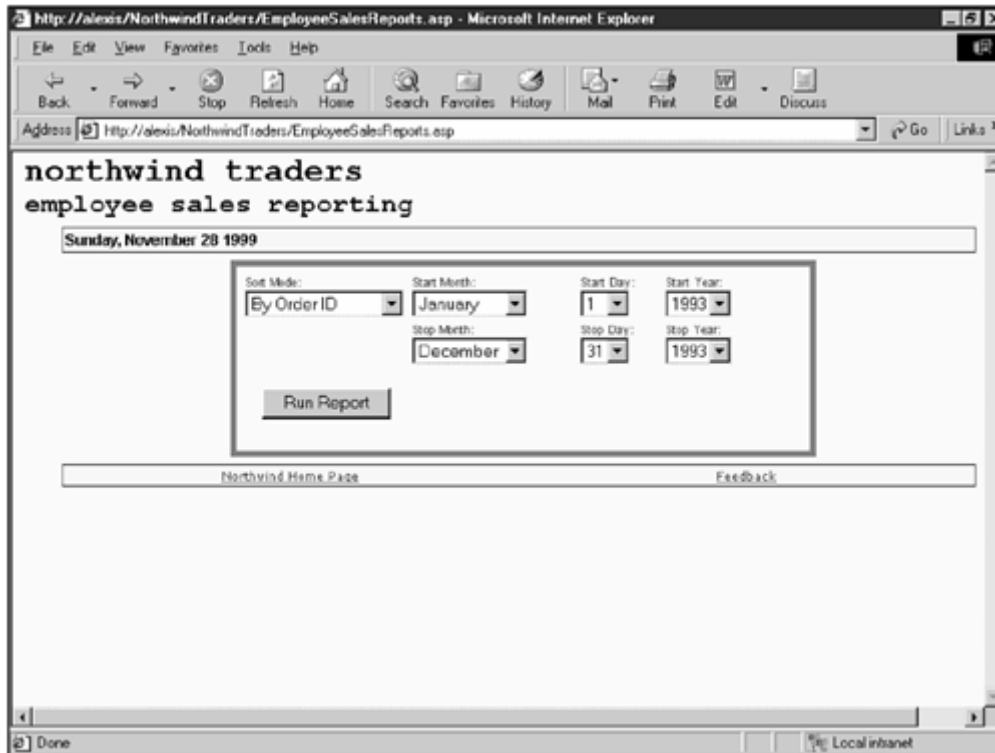 http://alexis/NorthwindTraders/EmployeeSalesReports.asp - Microsoft Internet Explorer
File Edit View Favorites Tools Help
Back Forward Stop Refresh Home Search Favorites History Mail Print Edit Discuss
Address http://alexis/NorthwindTraders/EmployeeSalesReports.asp Go Links
northwind traders
employee sales reporting
Sunday, November 28 1999
Sort Mode: Start Month: Start Day: Start Year:
By Order ID January 1 1993
Stop Month: Stop Day: Stop Year:
December 31 1993
Run Report
Northwind Home Page Feedback
Done Local intranet